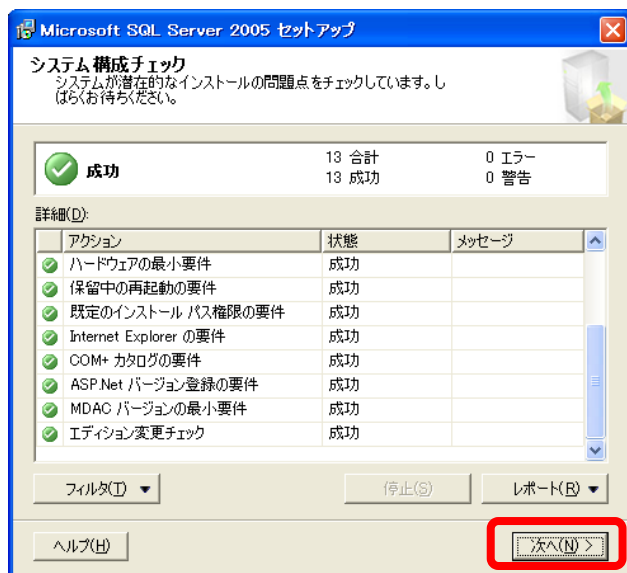 Microsoft SQL Server 2005 セットアップ
システム構成チェック
システムが潜在的なインストールの問題点をチェックしています。し
ばらくお待ちください。
成功
13 合計
0 エラー
13 成功
0 警告
詳細(D):
アクション 状態 メッセージ
ハードウェアの最小要件 成功
保留中の再起動の要件 成功
既定のインストール パス権限の要件 成功
Internet Explorer の要件 成功
COM+ カタログの要件 成功
ASP.Net バージョン登録の要件 成功
MDAC バージョンの最小要件 成功
エディション変更チェック 成功
フィルタ(T) 停止(S) レポート(R)
ヘルプ(H) 次へ(N) >